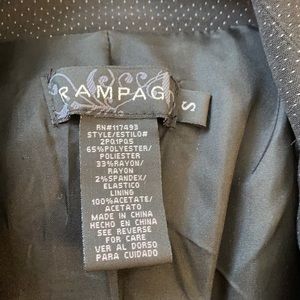 RAMPAG
S
RN#117493
STYLE/ESTILO#
2P01PQS
65%POLYESTER/
POLIESTER
33%RAYON/
RAYON
2%SPANDEX/
ELASTICO
LINING
100%ACETATE/
ACETATO
MADE IN CHINA
HECHO EN CHINA
SEE REVERSE
FOR CARE
VER AL DORSO
PARA CUIDADO